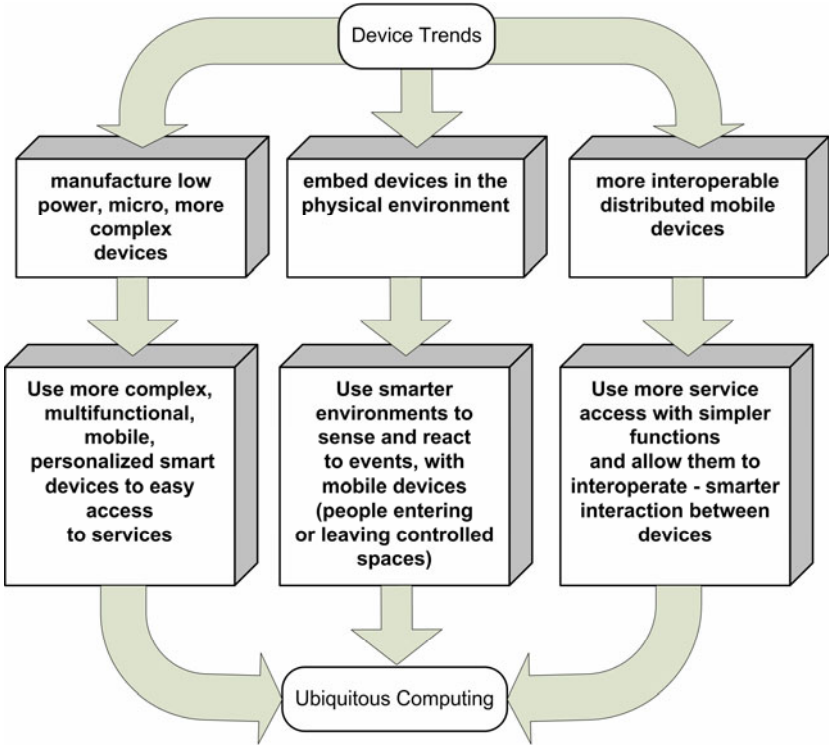 Device Trends
manufacture low
power, micro, more
complex
devices
embed devices in the
physical environment
more interoperable
distributed mobile
devices
Use more complex,
multifunctional,
mobile,
personalized smart
devices to easy
access
to services
Use smarter
environments to
sense and react
to events, with
mobile devices
(people entering
or leaving controlled
spaces)
Use more service
access with simpler
functions
and allow them to
interoperate - smarter
interaction between
devices
Ubiquitous Computing